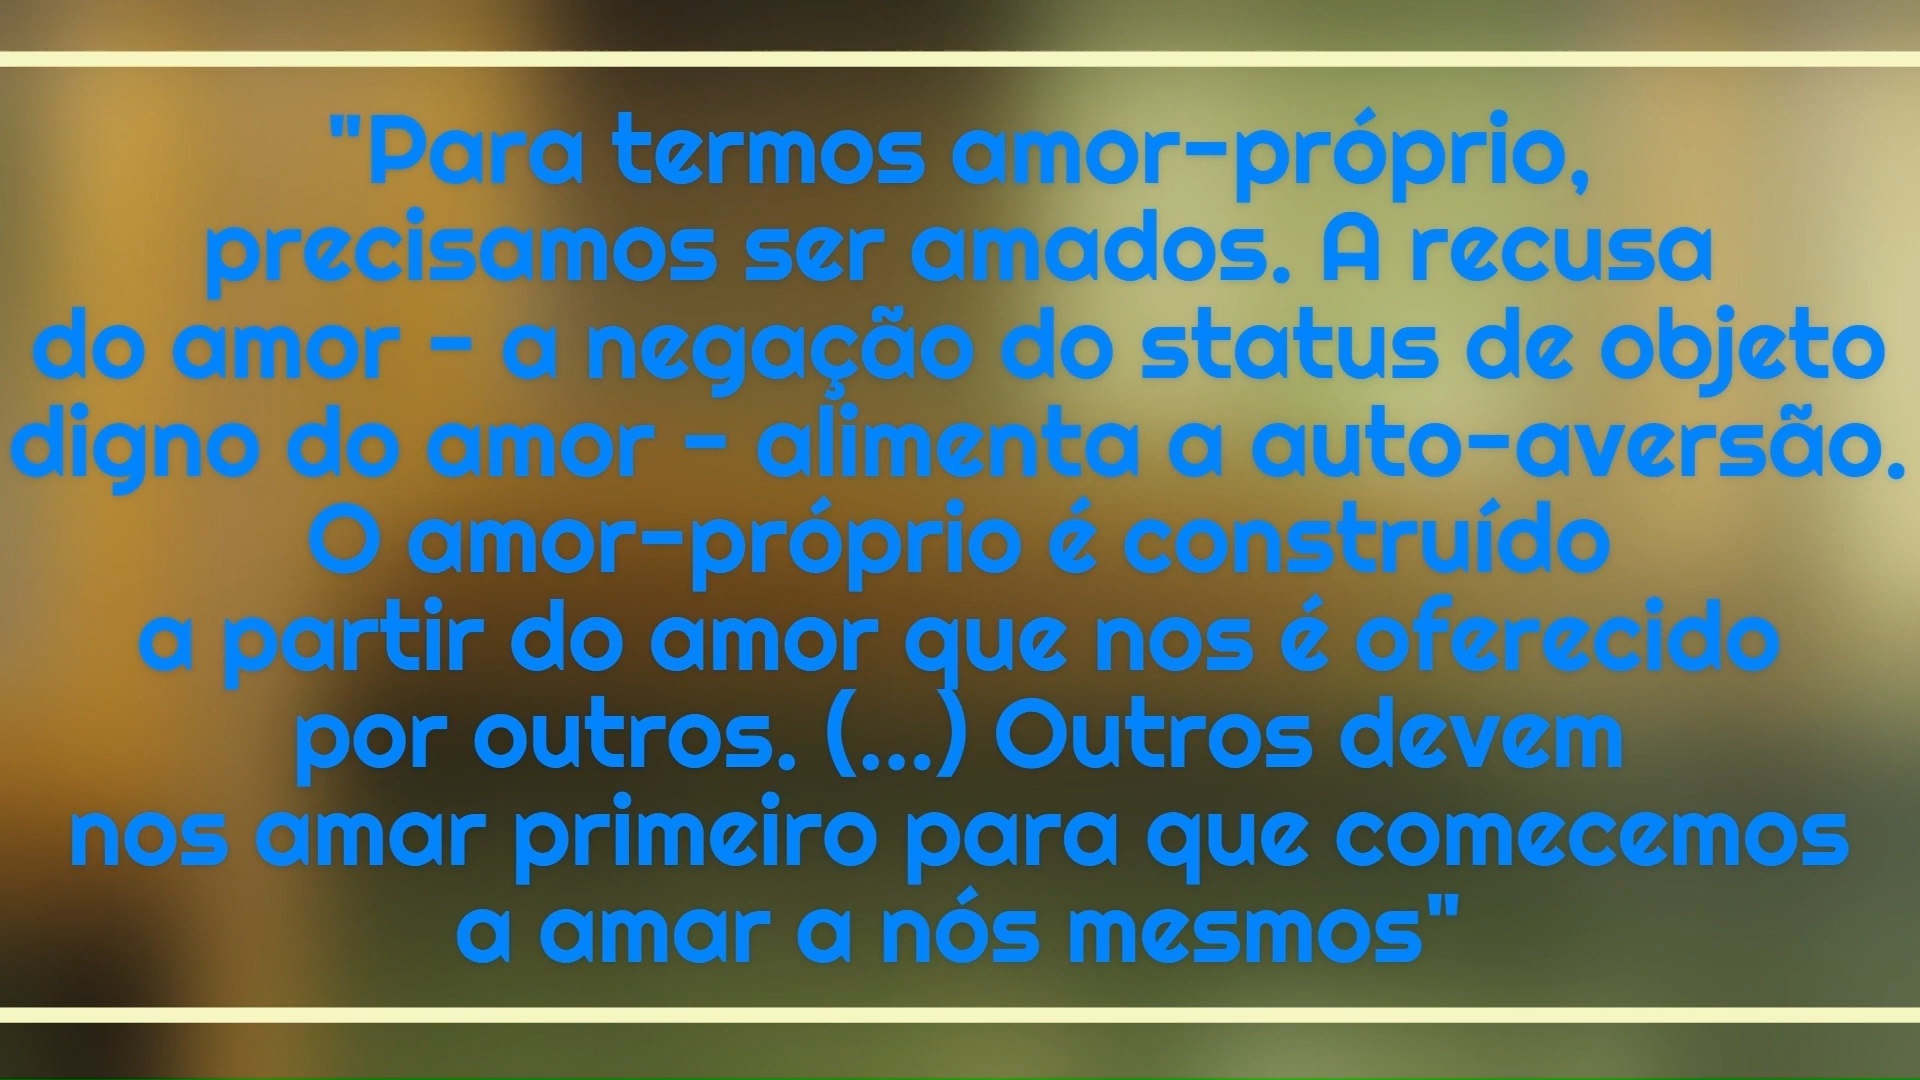 "Para termos amor-próprio,
precisamos ser amados. A recusa
do amor - a negação do status de objeto
digno do amor - alimenta a auto-aversão.
O amor-próprio é construído
a partir do amor que nos é oferecido
por outros. (...) Outros devem
nos amar primeiro para que comecemos
a amar a nós mesmos"